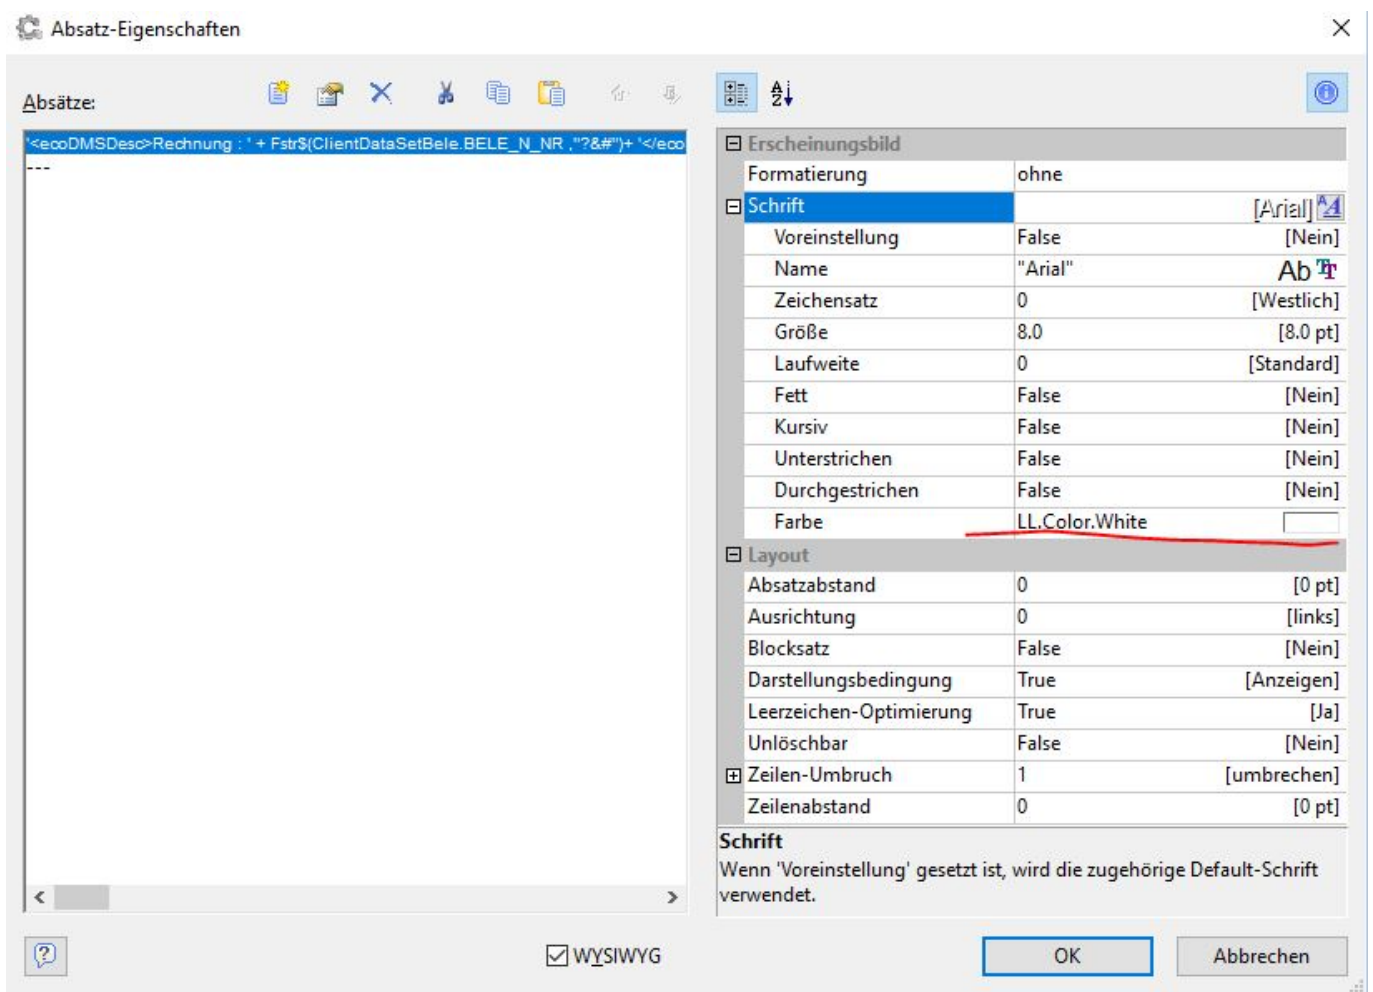 Absatz-Eigenschaften
Absätze:
'<ecoDMSDesc>Rechnung : ' + Fstr$(ClientDataSetBele.BELE_N_NR ,"?&#")+ '</eco
---
Erscheinungsbild
Formatierung ohne
Schrift [Arial]
Voreinstellung False [Nein]
Name "Arial" Ab
Zeichensatz 0 [Westlich]
Größe 8.0 [8.0 pt]
Laufweite 0 [Standard]
Fett False [Nein]
Kursiv False [Nein]
Unterstrichen False [Nein]
Durchgestrichen False [Nein]
Farbe LL.Color.White
Layout
Absatzabstand 0 [0 pt]
Ausrichtung 0 [links]
Blocksatz False [Nein]
Darstellungsbedingung True [Anzeigen]
Leerzeichen-Optimierung True [Ja]
Unlöschbar False [Nein]
Zeilen-Umbruch 1 [umbrechen]
Zeilenabstand 0 [0 pt]
Schrift
Wenn 'Voreinstellung' gesetzt ist, wird die zugehörige Default-Schrift
verwendet.
WYSIWYG
OK
Abbrechen